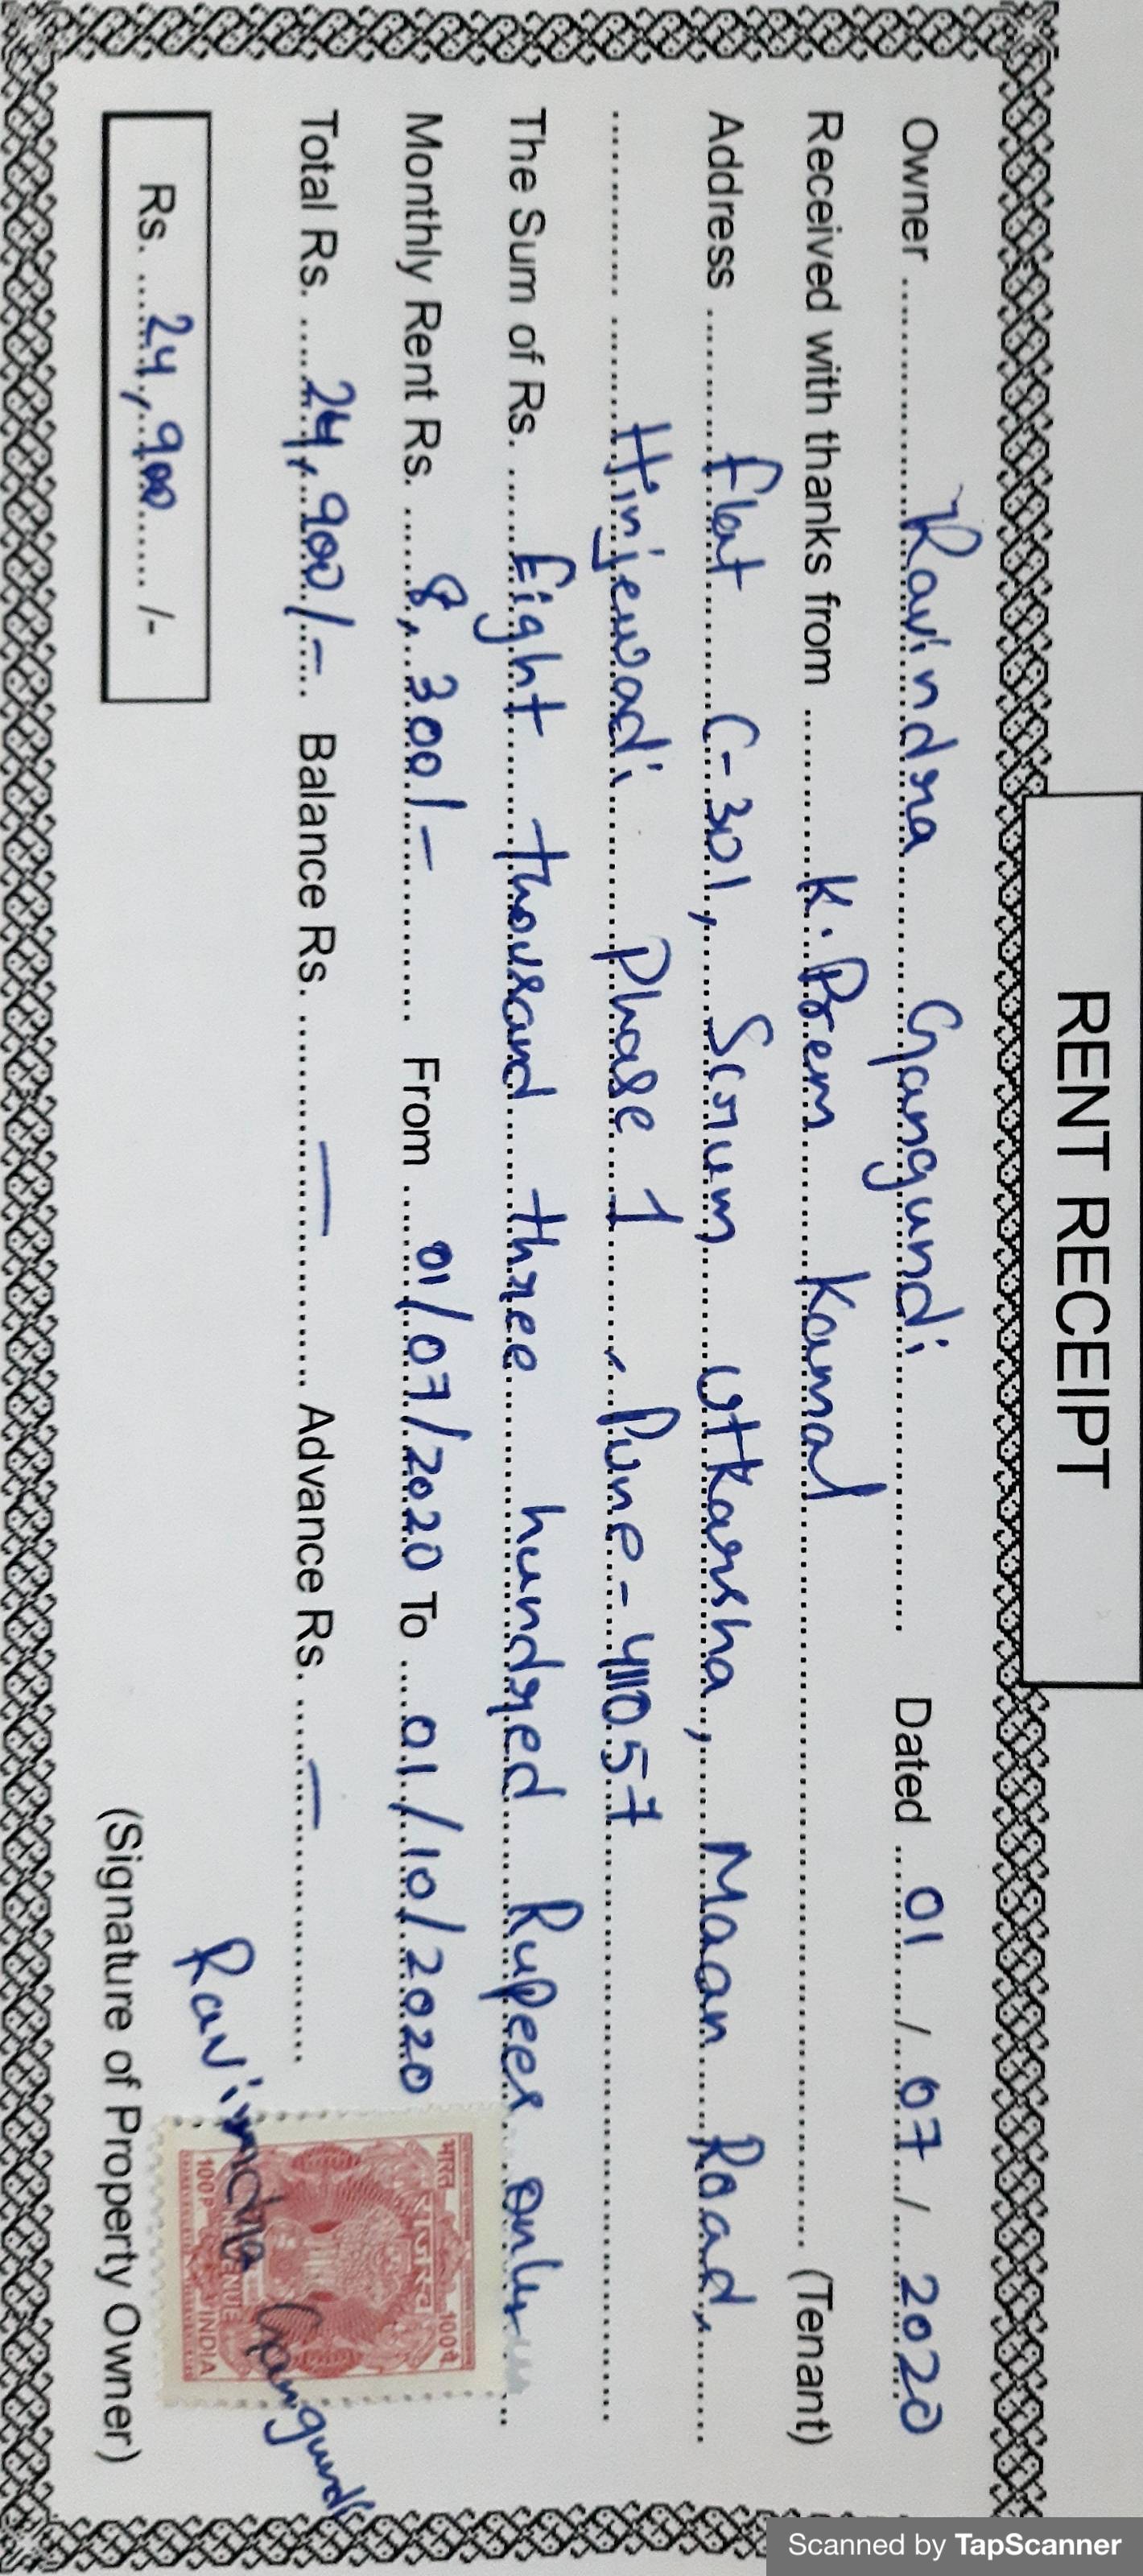 RENT RECEIPT
Owner ............ Ravindra Gangundi ............ Dated ... 01 / 07 / 2020
Received with thanks from ............ K. Prem Kamal ............ (Tenant)
Address ............ Flat C-301, Scrum Utkarsha, Maan Road,
............ Hinjewadi Phase 1, Pune-411057 ............
The Sum of Rs. ...... Eight thousand three hundred Rupees only
Monthly Rent Rs. ...... 8,300/- ............ From ... 01/07/2020 To ... 01/10/2020
Total Rs. ...... 24,900/- ...... Balance Rs. ...... — ...... Advance Rs. ...... — ......
Rs. ...... 24,900 ...... /-
Ravindra Gangundi
भारत 100P
100P INDIA
(Signature of Property Owner)
Scanned by TapScanner